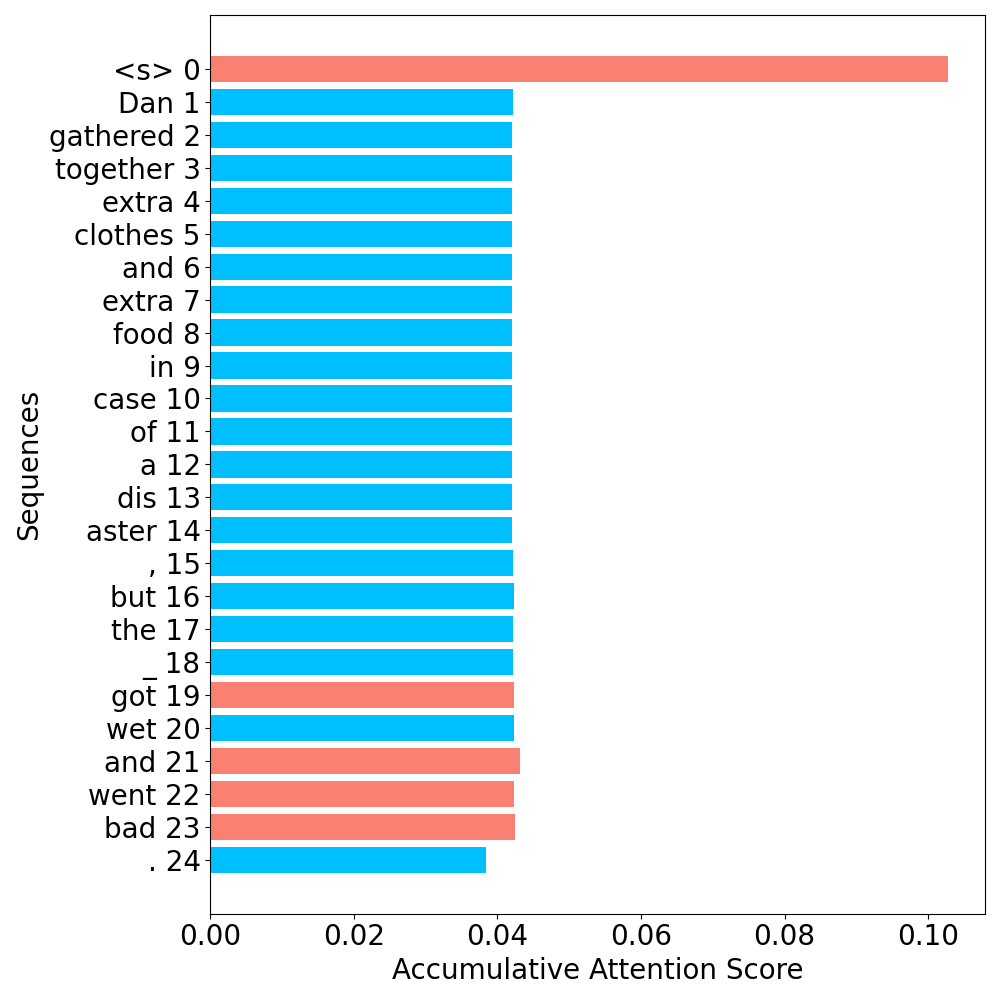 <s> 0
Dan 1
gathered 2
together 3
extra 4
clothes 5
and 6
extra 7
food 8
in 9
case 10
of 11
a 12
dis 13
aster 14
, 15
but 16
the 17
_ 18
got 19
wet 20
and 21
went 22
bad 23
. 24
Sequences
0.00 0.02 0.04 0.06 0.08 0.10
Accumulative Attention Score